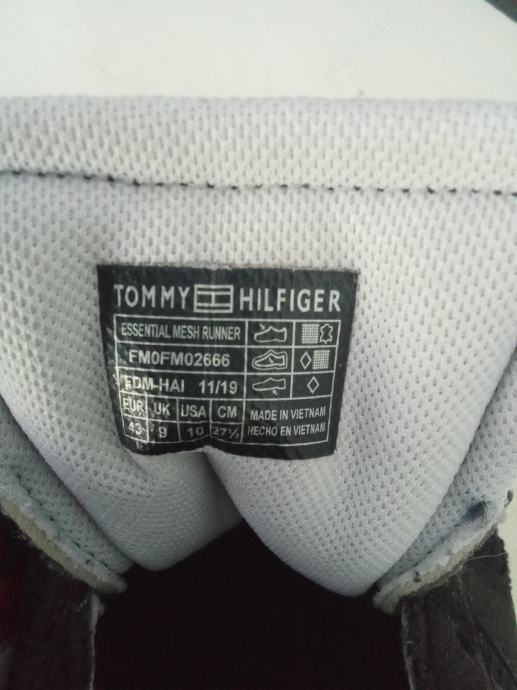 TOMMY HILFIGER
ESSENTIAL MESH RUNNER
FM0FM02666
FDM-HAI 11/19
EUR UK USA CM
43 9 10 27½
MADE IN VIETNAM
HECHO EN VIETNAM